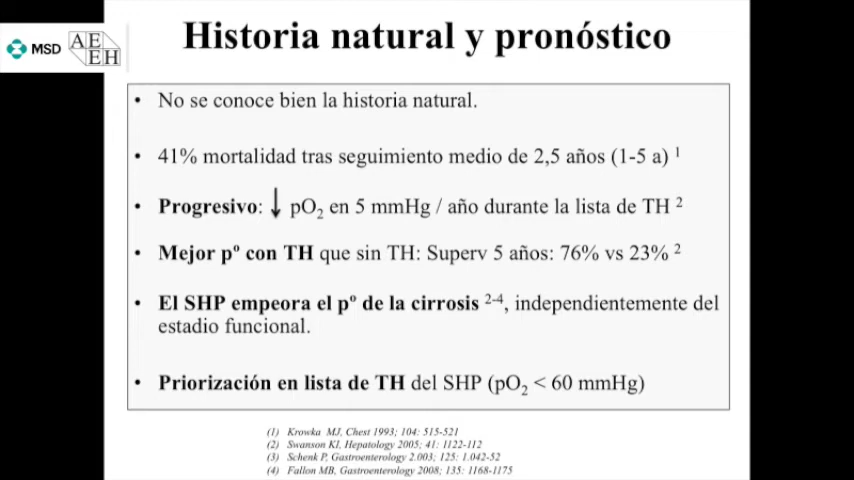 MSD
AE
EH
Historia natural y pronóstico
• No se conoce bien la historia natural.
• 41% mortalidad tras seguimiento medio de 2,5 años (1-5 a) ¹
• Progresivo: ↓ pO₂ en 5 mmHg / año durante la lista de TH ²
• Mejor pº con TH que sin TH: Superv 5 años: 76% vs 23% ²
• El SHP empeora el pº de la cirrosis ²⁻⁴, independientemente del
estadio funcional.
• Priorización en lista de TH del SHP (pO₂ < 60 mmHg)
(1) Krowka MJ, Chest 1993; 104: 515-521
(2) Swanson KI, Hepatology 2005; 41: 1122-112
(3) Schenk P, Gastroenterology 2.003; 125: 1.042-52
(4) Fallon MB, Gastroenterology 2008; 135: 1168-1175